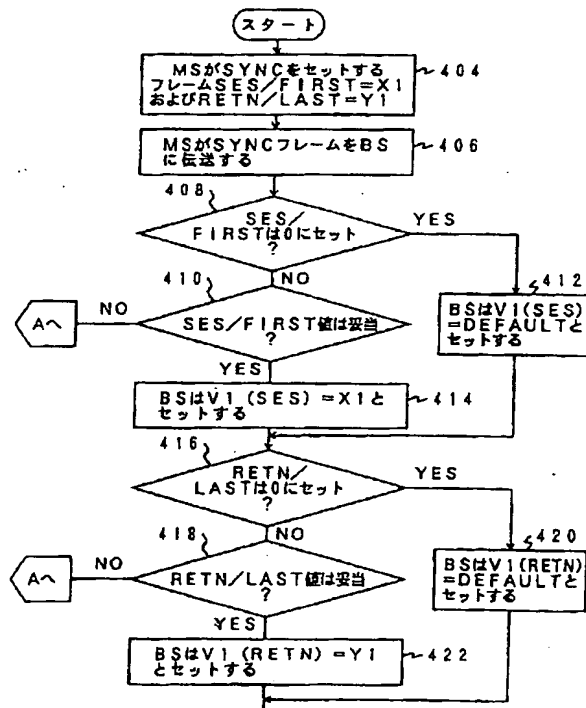 スタート
MSがSYNCをセットする
フレームSES/FIRST=X1
およびRETN/LAST=Y1
404
MSがSYNCフレームをBS
に伝送する
406
408
SES/
FIRSTは0にセット
?
YES
NO
410
NO
Aへ
SES/FIRST値は妥当
?
412
BSはV1(SES)
=DEFAULTと
セットする
YES
BSはV1(SES)=X1と
セットする
414
416
RETN/
LASTは0にセット
?
YES
NO
418
NO
Aへ
RETN/LAST値は妥当
?
420
BSはV1(RETN)
=DEFAULTと
セットする
YES
BSはV1(RETN)=Y1
とセットする
422